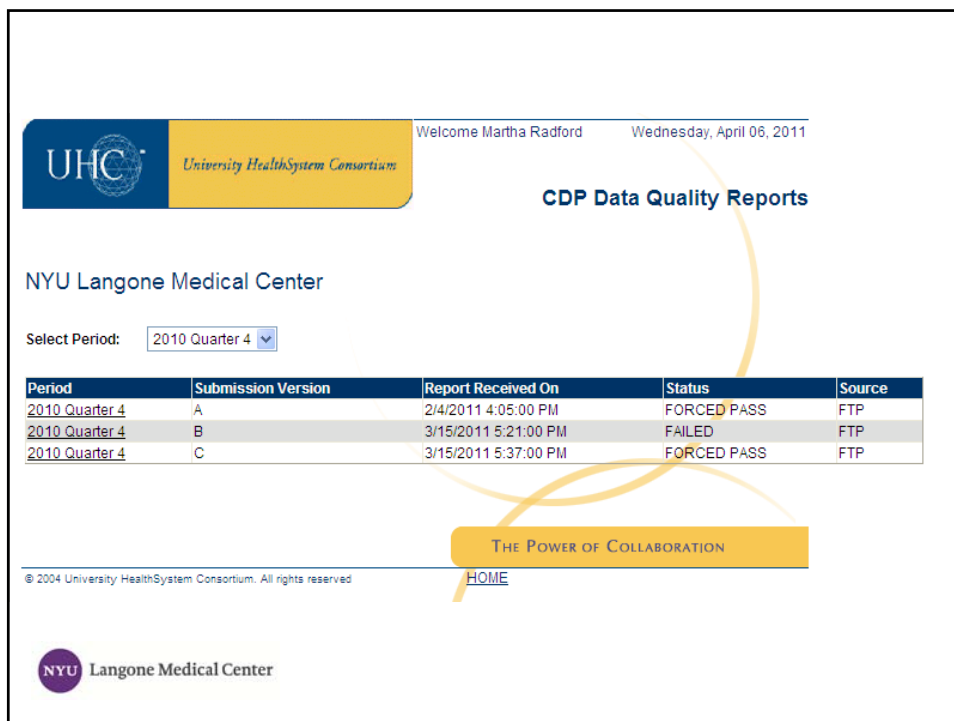 UHC
University HealthSystem Consortium
Welcome Martha Radford Wednesday, April 06, 2011
CDP Data Quality Reports
NYU Langone Medical Center
Select Period: 2010 Quarter 4
Period Submission Version Report Received On Status Source
2010 Quarter 4 A 2/4/2011 4:05:00 PM FORCED PASS FTP
2010 Quarter 4 B 3/15/2011 5:21:00 PM FAILED FTP
2010 Quarter 4 C 3/15/2011 5:37:00 PM FORCED PASS FTP
THE POWER OF COLLABORATION
© 2004 University HealthSystem Consortium. All rights reserved HOME
NYU Langone Medical Center